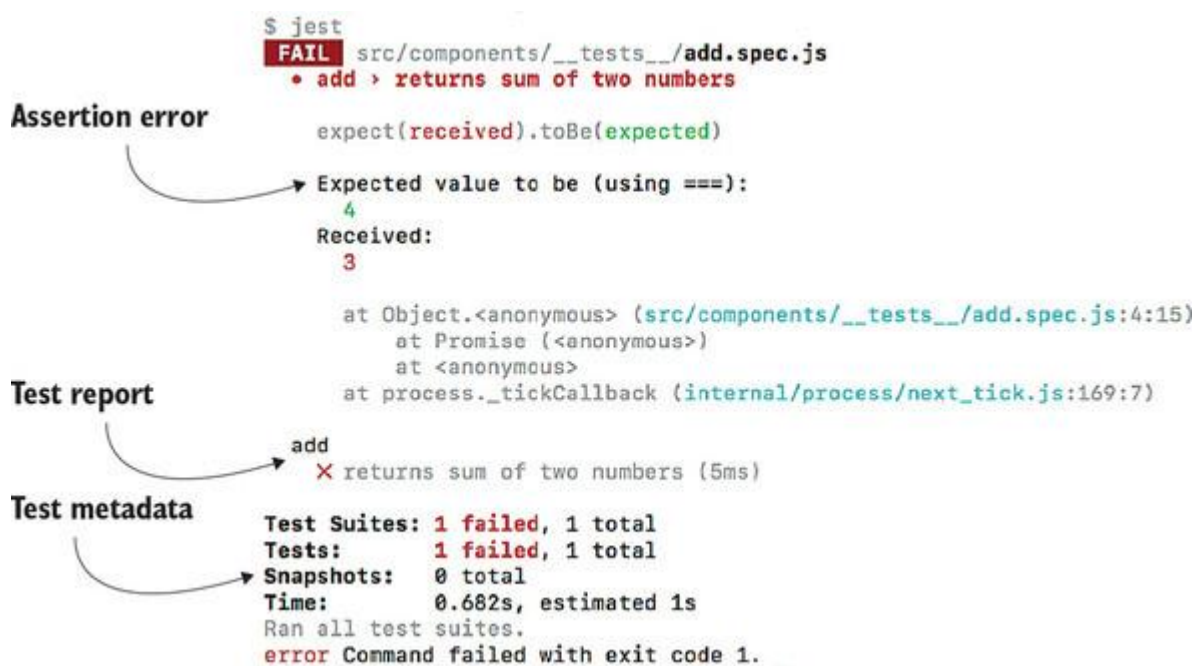 $ jest
FAIL src/components/__tests__/add.spec.js
• add › returns sum of two numbers
Assertion error
expect(received).toBe(expected)
Expected value to be (using ===):
4
Received:
3
at Object.<anonymous> (src/components/__tests__/add.spec.js:4:15)
at Promise (<anonymous>)
at <anonymous>
Test report
at process._tickCallback (internal/process/next_tick.js:169:7)
add
✕ returns sum of two numbers (5ms)
Test metadata
Test Suites: 1 failed, 1 total
Tests: 1 failed, 1 total
Snapshots: 0 total
Time: 0.682s, estimated 1s
Ran all test suites.
error Command failed with exit code 1.